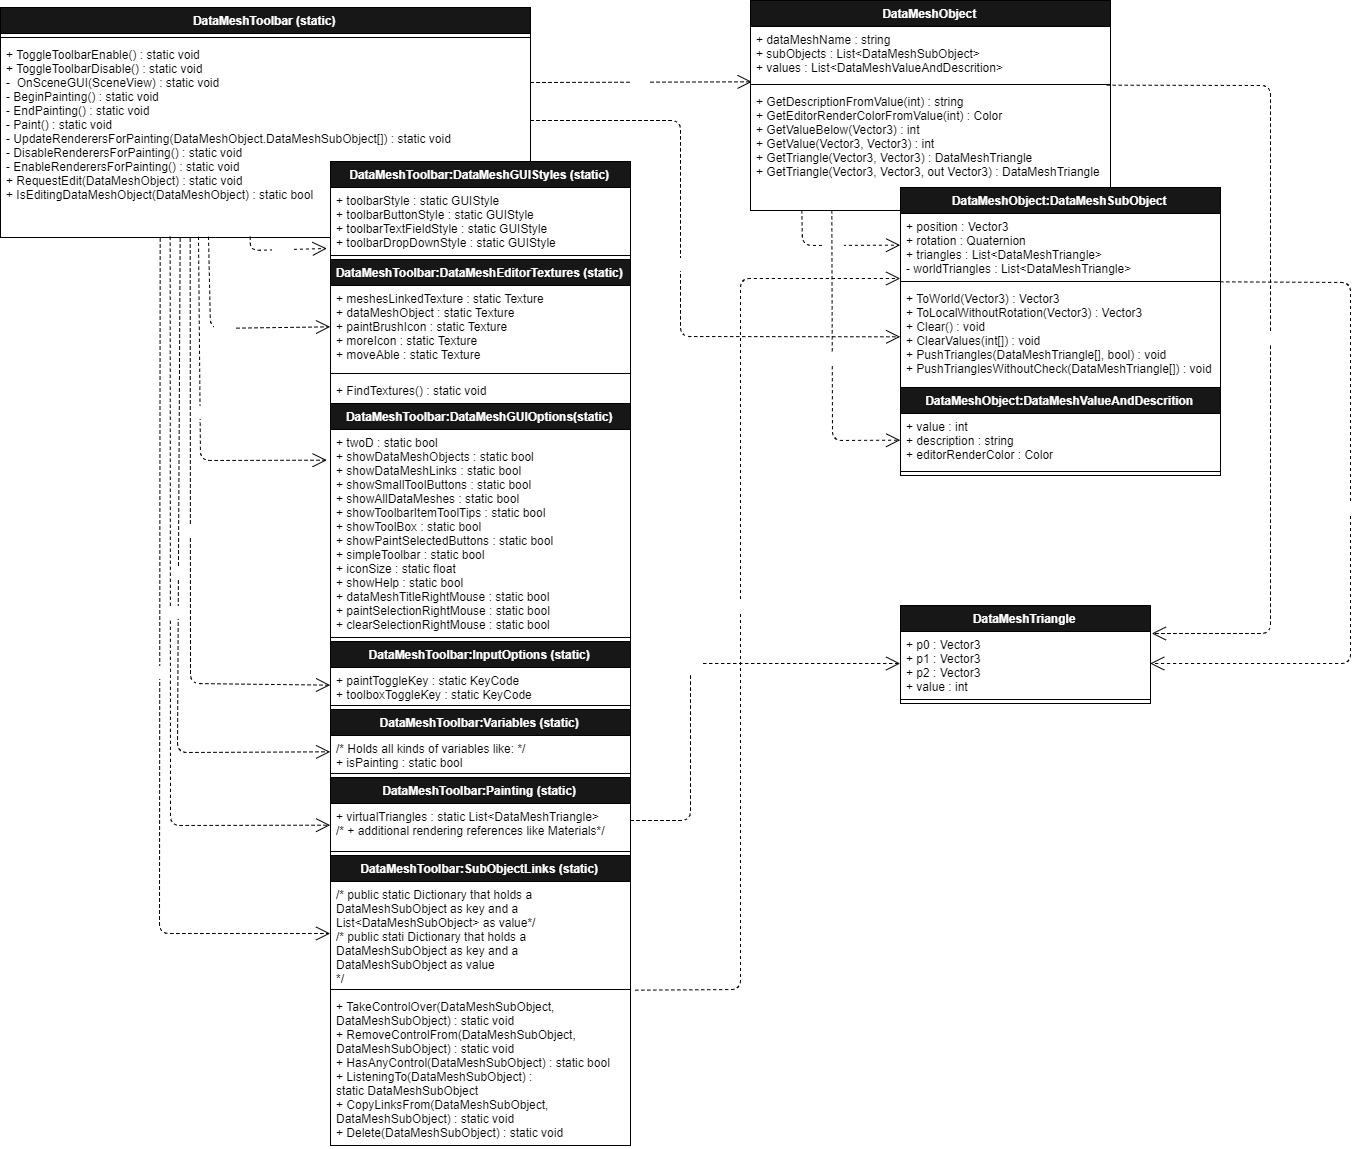 DataMeshToolbar (static)
+ ToggleToolbarEnable() : static void
+ ToggleToolbarDisable() : static void
- OnSceneGUI(SceneView) : static void
- BeginPainting() : static void
- EndPainting() : static void
- Paint() : static void
- UpdateRenderersForPainting(DataMeshObject.DataMeshSubObject[]) : static void
- DisableRenderersForPainting() : static void
- EnableRenderersForPainting() : static void
+ RequestEdit(DataMeshObject) : static void
+ IsEditingDataMeshObject(DataMeshObject) : static bool
DataMeshToolbar:DataMeshGUIStyles (static)
+ toolbarStyle : static GUIStyle
+ toolbarButtonStyle : static GUIStyle
+ toolbarTextFieldStyle : static GUIStyle
+ toolbarDropDownStyle : static GUIStyle
DataMeshToolbar:DataMeshEditorTextures (static)
+ meshesLinkedTexture : static Texture
+ dataMeshObject : static Texture
+ paintBrushIcon : static Texture
+ moreIcon : static Texture
+ moveAble : static Texture
+ FindTextures() : static void
DataMeshToolbar:DataMeshGUIOptions(static)
+ twoD : static bool
+ showDataMeshObjects : static bool
+ showDataMeshLinks : static bool
+ showSmallToolButtons : static bool
+ showAllDataMeshes : static bool
+ showToolbarItemToolTips : static bool
+ showToolBox : static bool
+ showPaintSelectedButtons : static bool
+ simpleToolbar : static bool
+ iconSize : static float
+ showHelp : static bool
+ dataMeshTitleRightMouse : static bool
+ paintSelectionRightMouse : static bool
+ clearSelectionRightMouse : static bool
DataMeshToolbar:InputOptions (static)
+ paintToggleKey : static KeyCode
+ toolboxToggleKey : static KeyCode
DataMeshToolbar:Variables (static)
/* Holds all kinds of variables like: */
+ isPainting : static bool
DataMeshToolbar:Painting (static)
+ virtualTriangles : static List<DataMeshTriangle>
/* + additional rendering references like Materials*/
DataMeshToolbar:SubObjectLinks (static)
/* public static Dictionary that holds a
DataMeshSubObject as key and a
List<DataMeshSubObject> as value*/
/* public stati Dictionary that holds a
DataMeshSubObject as key and a
DataMeshSubObject as value
*/
+ TakeControlOver(DataMeshSubObject,
DataMeshSubObject) : static void
+ RemoveControlFrom(DataMeshSubObject,
DataMeshSubObject) : static void
+ HasAnyControl(DataMeshSubObject) : static bool
+ ListeningTo(DataMeshSubObject) :
static DataMeshSubObject
+ CopyLinksFrom(DataMeshSubObject,
DataMeshSubObject) : static void
+ Delete(DataMeshSubObject) : static void
DataMeshObject
+ dataMeshName : string
+ subObjects : List<DataMeshSubObject>
+ values : List<DataMeshValueAndDescrition>
+ GetDescriptionFromValue(int) : string
+ GetEditorRenderColorFromValue(int) : Color
+ GetValueBelow(Vector3) : int
+ GetValue(Vector3, Vector3) : int
+ GetTriangle(Vector3, Vector3) : DataMeshTriangle
+ GetTriangle(Vector3, Vector3, out Vector3) : DataMeshTriangle
DataMeshObject:DataMeshSubObject
+ position : Vector3
+ rotation : Quaternion
+ triangles : List<DataMeshTriangle>
- worldTriangles : List<DataMeshTriangle>
+ ToWorld(Vector3) : Vector3
+ ToLocalWithoutRotation(Vector3) : Vector3
+ Clear() : void
+ ClearValues(int[]) : void
+ PushTriangles(DataMeshTriangle[], bool) : void
+ PushTrianglesWithoutCheck(DataMeshTriangle[]) : void
DataMeshObject:DataMeshValueAndDescrition
+ value : int
+ description : string
+ editorRenderColor : Color
DataMeshTriangle
+ p0 : Vector3
+ p1 : Vector3
+ p2 : Vector3
+ value : int